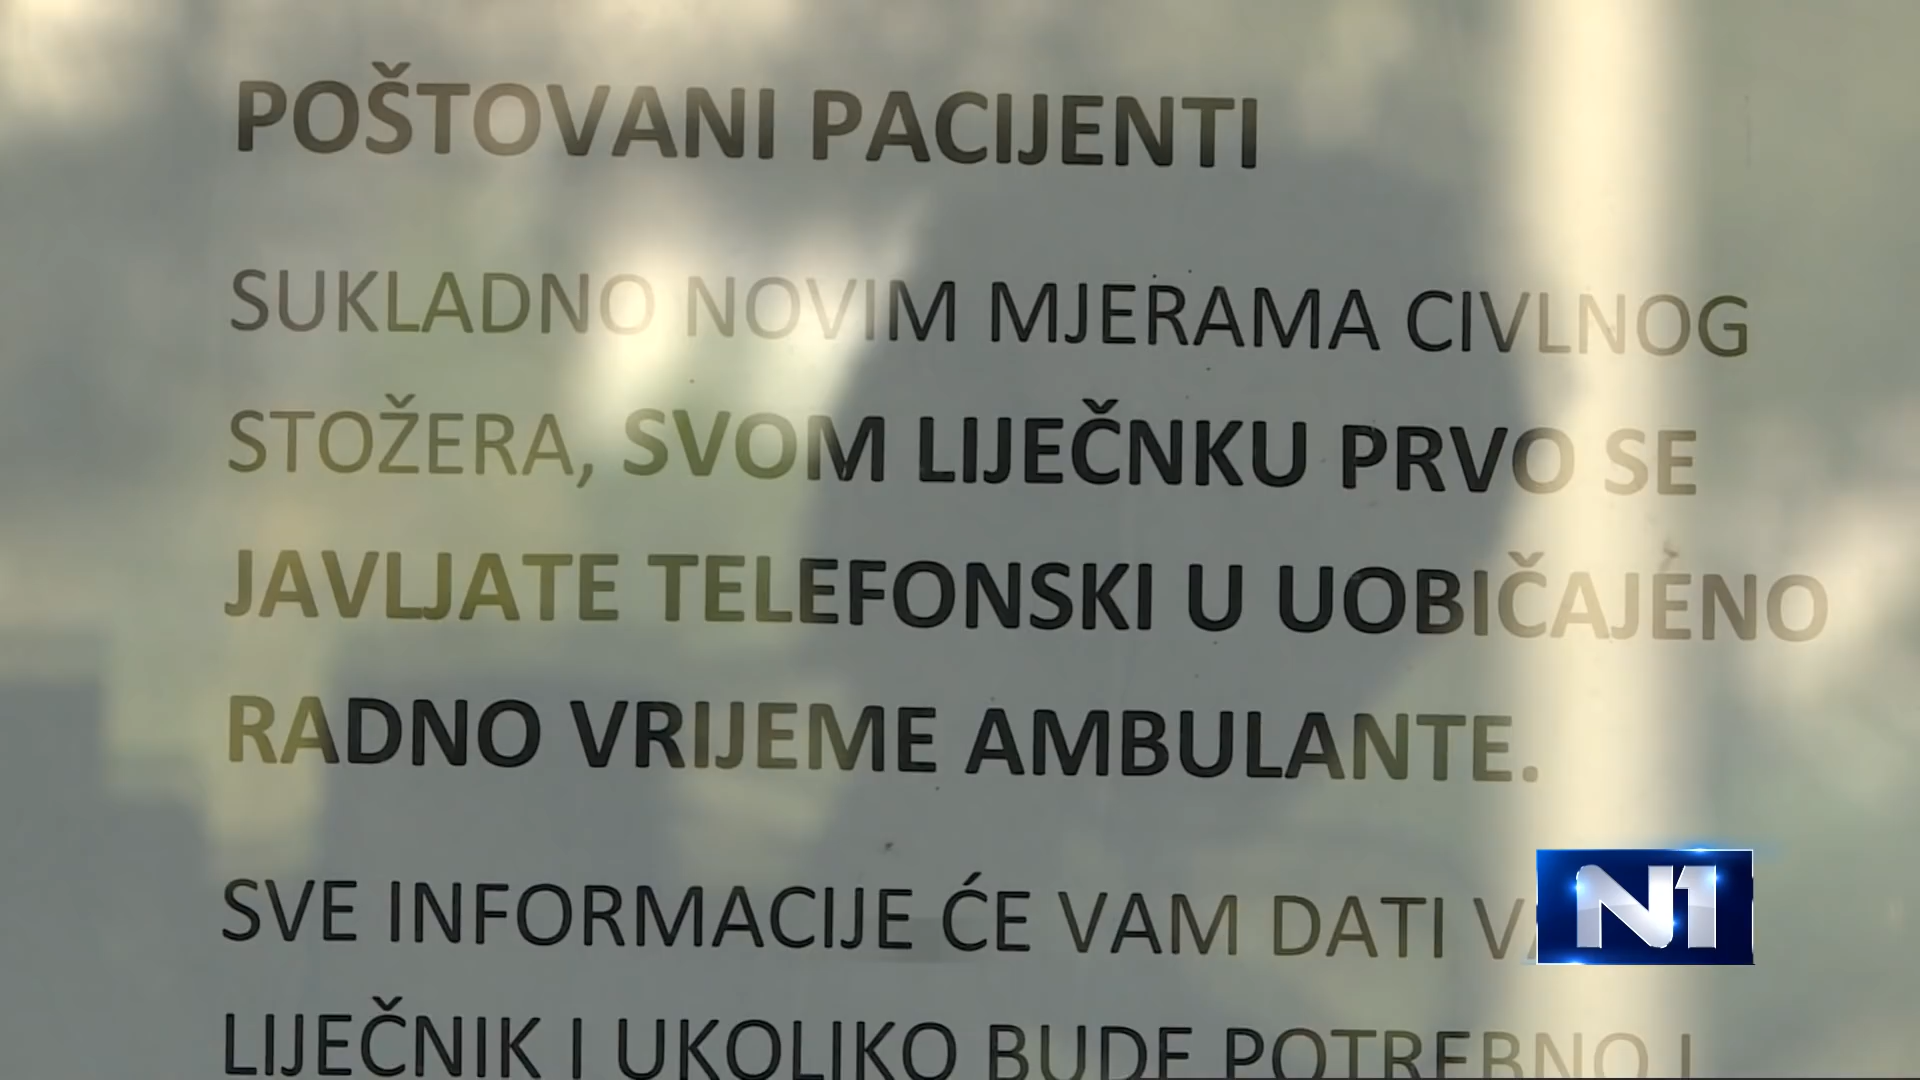 POŠTOVANI PACIJENTI
SUKLADNO NOVIM MJERAMA CIVLNOG
STOŽERA, SVOM LIJEČNKU PRVO SE
JAVLJATE TELEFONSKI U UOBIČAJENO
RADNO VRIJEME AMBULANTE.
SVE INFORMACIJE ĆE VAM DATI
N1
LIJEČNIK I UKOLIKO BUDE POTREBNO I